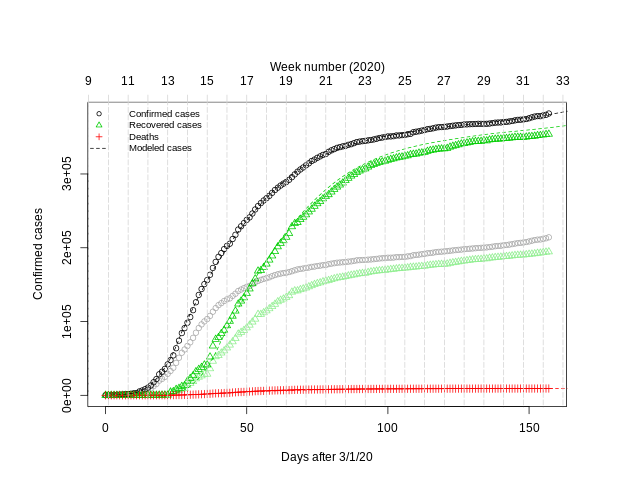 Week number (2020)
9 11 13 15 17 19 21 23 25 27 29 31 33
Confirmed cases
Recovered cases
Deaths
Modeled cases
Confirmed cases
3e+05
2e+05
1e+05
0e+00
0 50 100 150
Days after 3/1/20